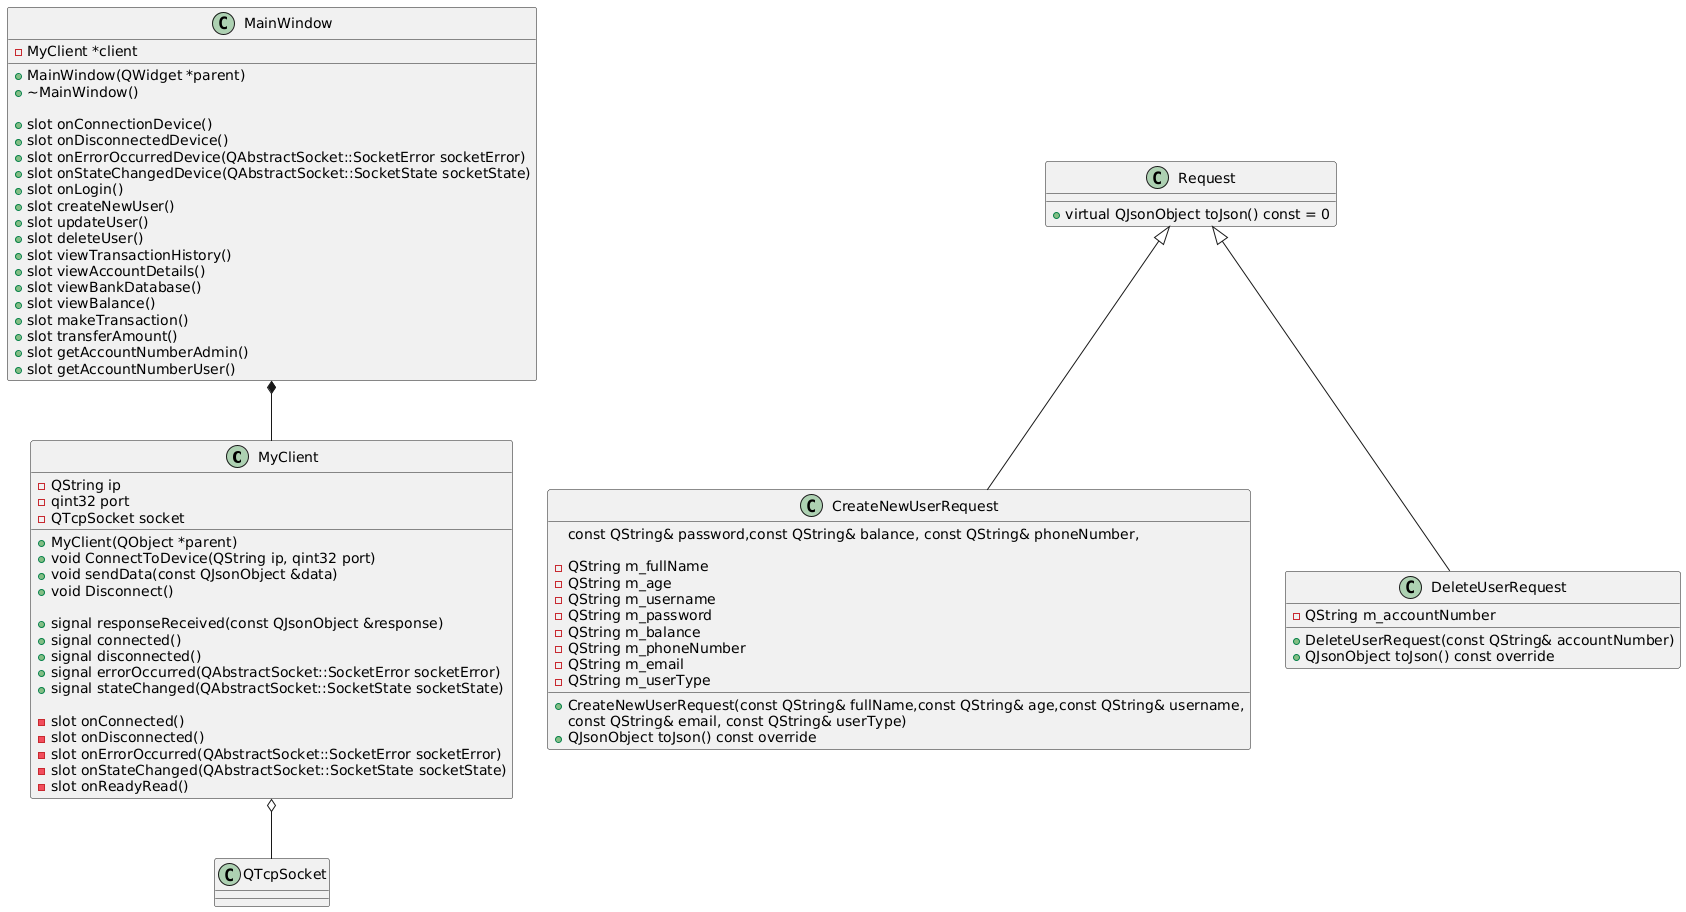 C MainWindow
MyClient *client
MainWindow(QWidget *parent)
~MainWindow()
slot onConnectionDevice()
slot onDisconnectedDevice()
slot onErrorOccurredDevice(QAbstractSocket::SocketError socketError)
slot onStateChangedDevice(QAbstractSocket::SocketState socketState)
slot onLogin()
slot createNewUser()
slot updateUser()
slot deleteUser()
slot viewTransactionHistory()
slot viewAccountDetails()
slot viewBankDatabase()
slot viewBalance()
slot makeTransaction()
slot transferAmount()
slot getAccountNumberAdmin()
slot getAccountNumberUser()
C MyClient
QString ip
qint32 port
QTcpSocket socket
MyClient(QObject *parent)
void ConnectToDevice(QString ip, qint32 port)
void sendData(const QJsonObject &data)
void Disconnect()
signal responseReceived(const QJsonObject &response)
signal connected()
signal disconnected()
signal errorOccurred(QAbstractSocket::SocketError socketError)
signal stateChanged(QAbstractSocket::SocketState socketState)
slot onConnected()
slot onDisconnected()
slot onErrorOccurred(QAbstractSocket::SocketError socketError)
slot onStateChanged(QAbstractSocket::SocketState socketState)
slot onReadyRead()
C QTcpSocket
C Request
virtual QJsonObject toJson() const = 0
C CreateNewUserRequest
const QString& password,const QString& balance, const QString& phoneNumber,
QString m_fullName
QString m_age
QString m_username
QString m_password
QString m_balance
QString m_phoneNumber
QString m_email
QString m_userType
CreateNewUserRequest(const QString& fullName,const QString& age,const QString& username,
const QString& email, const QString& userType)
QJsonObject toJson() const override
C DeleteUserRequest
QString m_accountNumber
DeleteUserRequest(const QString& accountNumber)
QJsonObject toJson() const override